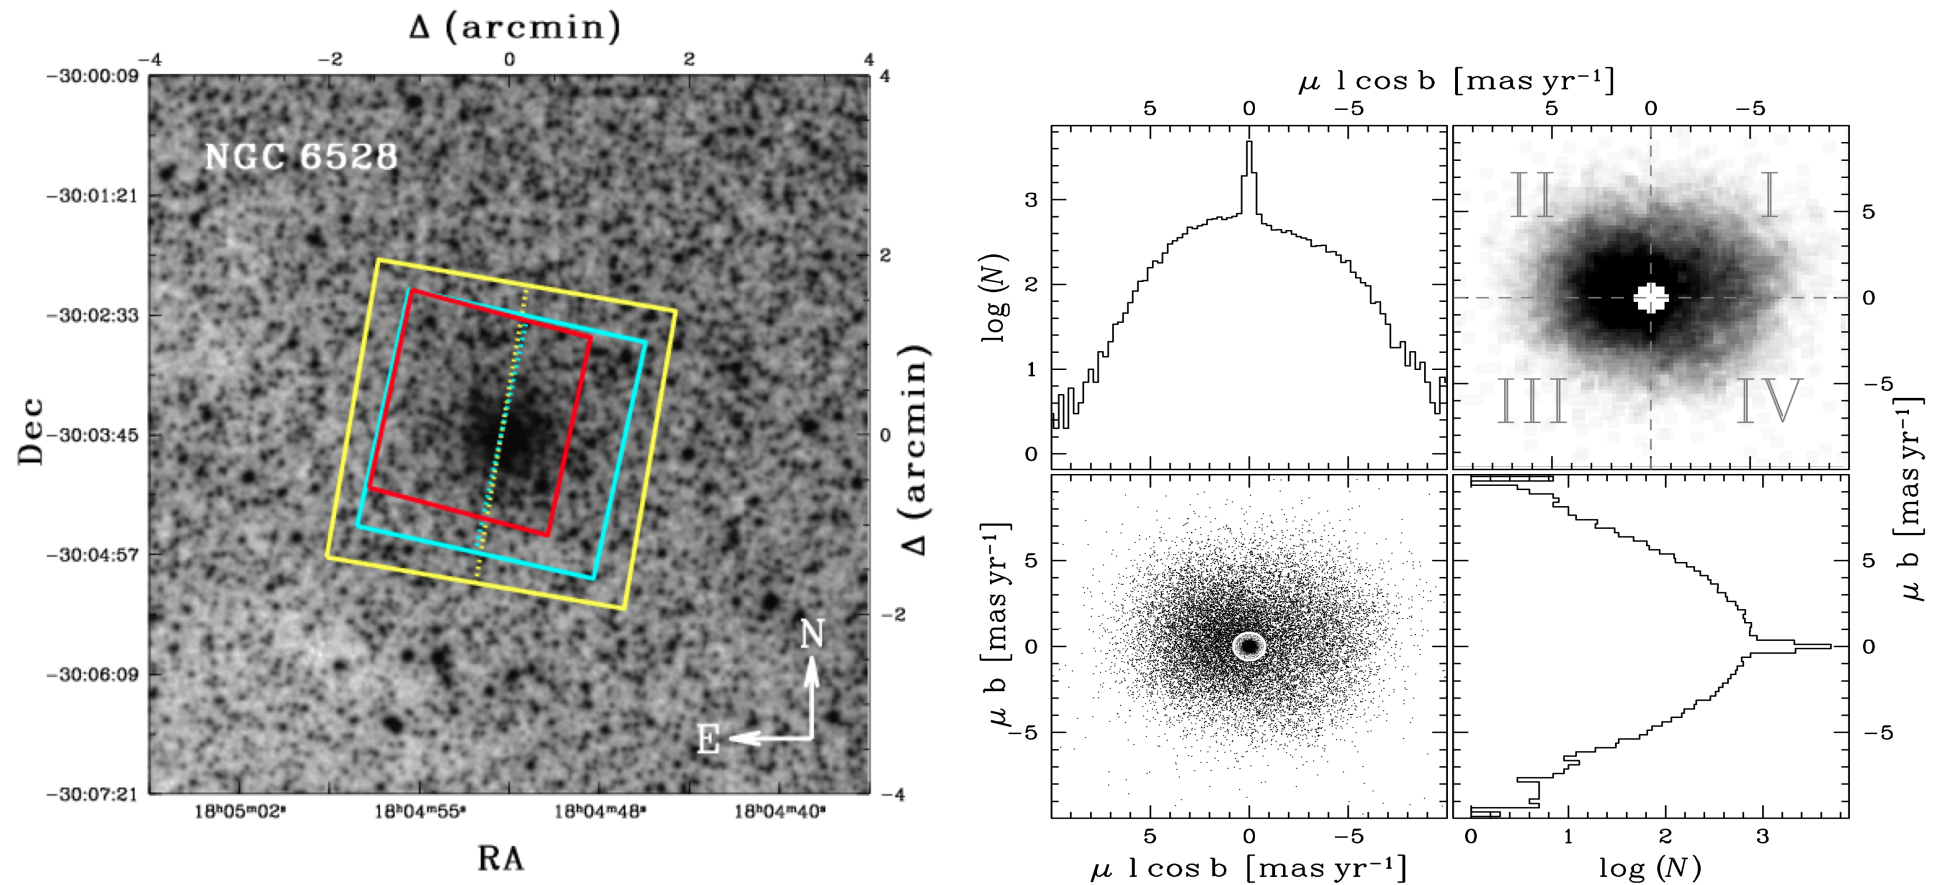 Δ (arcmin)
−4 −2 0 2 4
−30:00:09
−30:01:21
−30:02:33
−30:03:45
−30:04:57
−30:06:09
−30:07:21
Dec
NGC 6528
N
E
4
2
0
−2
−4
Δ (arcmin)
18ʰ05ᵐ02ˢ 18ʰ04ᵐ55ˢ 18ʰ04ᵐ48ˢ 18ʰ04ᵐ40ˢ
RA
μ l cos b [mas yr⁻¹]
5 0 −5 5 0 −5
log (N)
3
2
1
0
II I
III IV
5
0
−5
μ b [mas yr⁻¹]
μ b [mas yr⁻¹]
5
0
−5
5
0
−5
5 0 −5
μ l cos b [mas yr⁻¹]
0 1 2 3
log (N)